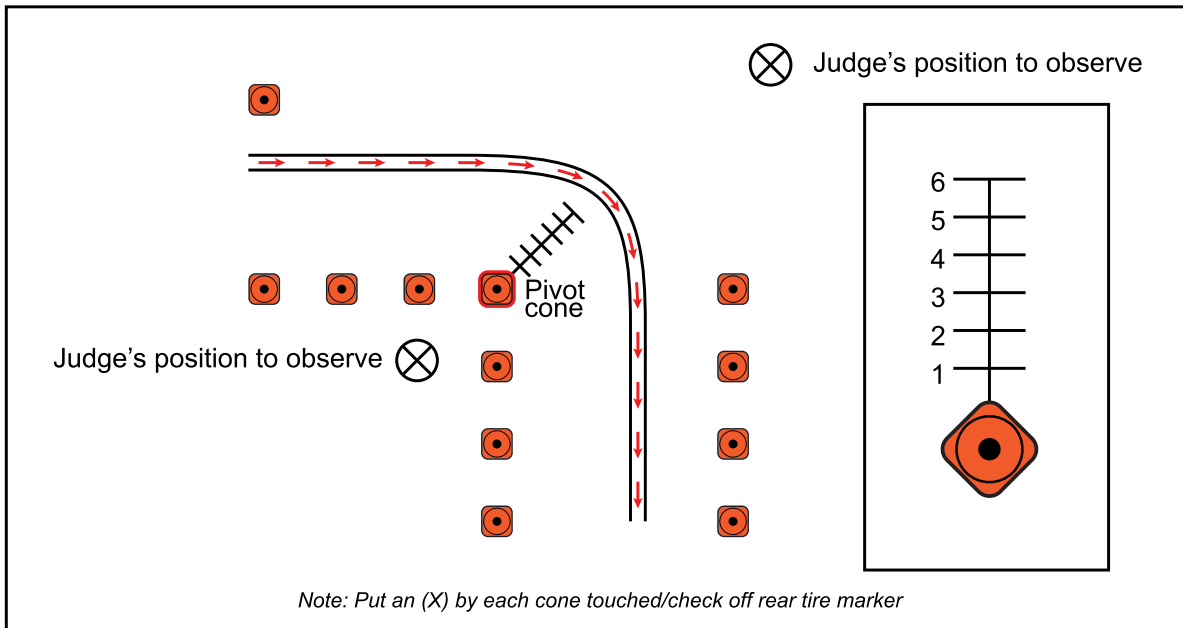 Judge’s position to observe
Pivot
cone
Judge’s position to observe
6
5
4
3
2
1
Note: Put an (X) by each cone touched/check off rear tire marker